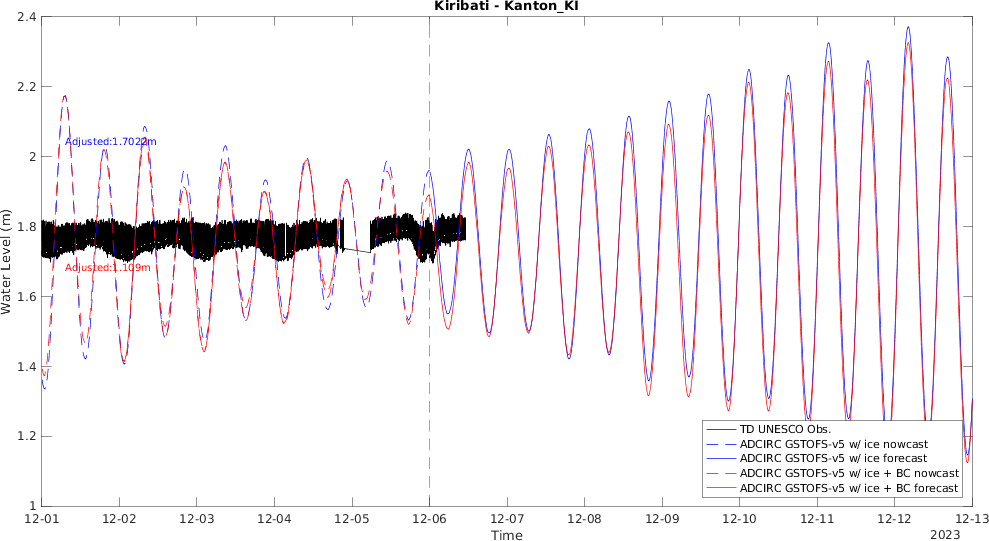 Kiribati - Kanton_KI
2.4
2.2
2
1.8
1.6
1.4
1.2
1
Water Level (m)
Adjusted:1.7022m
Adjusted:1.109m
TD UNESCO Obs.
ADCIRC GSTOFS-v5 w/ ice nowcast
ADCIRC GSTOFS-v5 w/ ice forecast
ADCIRC GSTOFS-v5 w/ ice + BC nowcast
ADCIRC GSTOFS-v5 w/ ice + BC forecast
12-01 12-02 12-03 12-04 12-05 12-06 12-07 12-08 12-09 12-10 12-11 12-12 12-13
Time
2023